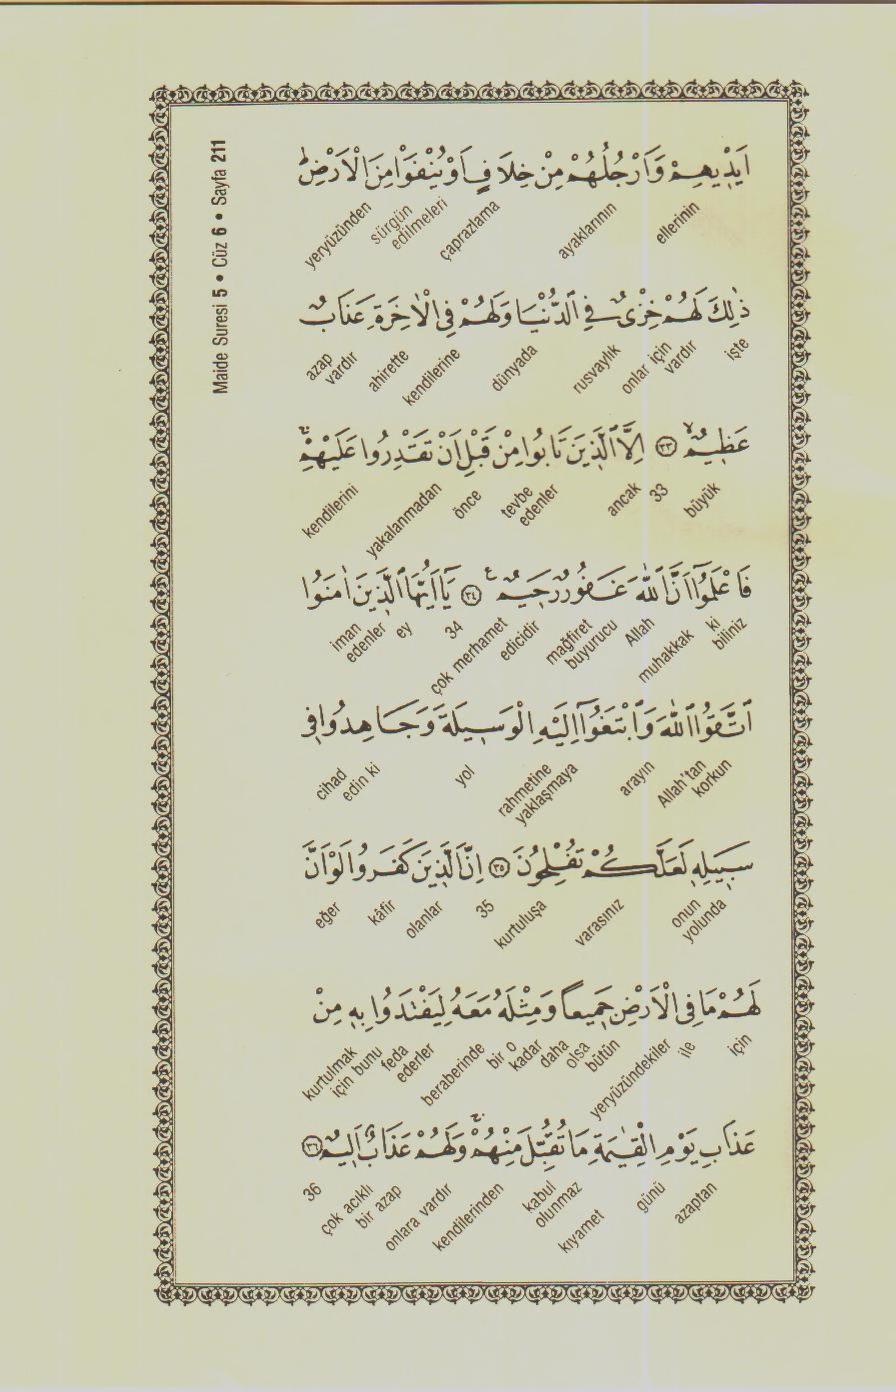 Maide Suresi 5 • Cüz 6 • Sayfa 211
اَيْدٖيهِمْ وَاَرْجُلُهُمْ مِنْ خِلَافٍ اَوْ يُنْفَوْا مِنَ الْاَرْضِؕ
ellerinin ayaklarının çaprazlama sürgün edilmeleri yeryüzünden
ذٰلِكَ لَهُمْ خِزْىٌ فِى الدُّنْيَا وَلَهُمْ فِى الْاٰخِرَةِ عَذَابٌ
işte onlar için vardır rusvaylık dünyada kendilerine ahirette azap vardır
عَظٖيمٌۙ ﴿٣٣﴾ اِلَّا الَّذٖينَ تَابُوا مِنْ قَبْلِ اَنْ تَقْدِرُوا عَلَيْهِمْۚ
büyük 33 ancak tevbe edenler önce yakalanmadan kendilerini
فَاعْلَمُٓوا اَنَّ اللّٰهَ غَفُورٌ رَحٖيمٌࣖ ﴿٣٤﴾ يَٓا اَيُّهَا الَّذٖينَ اٰمَنُوا
biliniz ki muhakkak Allah mağfiret buyurucu çok merhamet edicidir 34 ey iman edenler
اتَّقُوا اللّٰهَ وَابْتَغُٓوا اِلَيْهِ الْوَسٖيلَةَ وَجَاهِدُوا فٖى
Allah'tan korkun arayın rahmetine yaklaşmaya yol cihad edin ki
سَبٖيلِهٖ لَعَلَّكُمْ تُفْلِحُونَ ﴿٣٥﴾ اِنَّ الَّذٖينَ كَفَرُوا لَوْ اَنَّ
onun yolunda varasınız kurtuluşa 35 kâfir olanlar eğer
لَهُمْ مَا فِى الْاَرْضِ جَمٖيعًا وَمِثْلَهُ مَعَهُ لِيَفْتَدُوا بِهٖ مِنْ
için ile yeryüzündekiler bütün olsa daha bir o kadar beraberinde feda ederler kurtulmak için bunu
عَذَابِ يَوْمِ الْقِيٰمَةِ مَا تُقُبِّلَ مِنْهُمْۚ وَلَهُمْ عَذَابٌ اَلٖيمٌ ﴿٣٦﴾
azaptan günü kıyamet kabul olunmaz kendilerinden onlara vardır çok acıklı bir azap 36